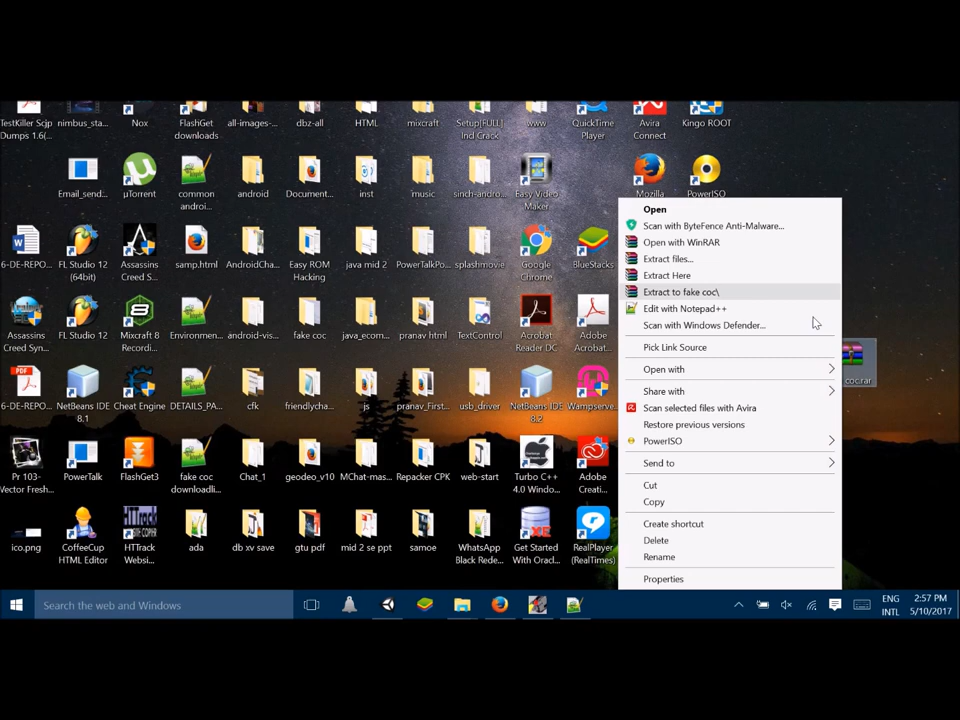 TestKiller Scjp
Dumps 1.6(...
nimbus_sta...
Nox
FlashGet
downloads
all-images-...
dbz-all
HTML
mixcraft
Setup[FULL]
Ind Crack
www
QuickTime
Player
Avira
Connect
Kingo ROOT
Email_send:...
µTorrent
common
androi...
android
Document...
inst
music
sinch-andro...
Easy Video
Maker
Mozilla
PowerISO
6-DE-REPO...
FL Studio 12
(64bit)
Assassins
Creed S...
samp.html
AndroidCha...
Easy ROM
Hacking
java mid 2
PowerTalkPo...
splashmovie
Google
Chrome
BlueStacks
Assassins
Creed Syn...
FL Studio 12
Mixcraft 8
Recordi...
Environmen...
android-vis...
fake coc
java_ecom...
pranav html
TextControl
Acrobat
Reader DC
Adobe
Acrobat...
PDF
6-DE-REPO...
NetBeans IDE
8.1
Cheat Engine
DETAILS_PA...
cfk
friendlycha...
js
pranav_First...
usb_driver
NetBeans IDE
8.2
Wampserve...
Pr 103-
Vector Fresh...
PowerTalk
FlashGet3
fake coc
downloadli...
Chat_1
geodeo_v10
MChat-mas...
Repacker CPK
web-start
Turbo C++
4.0 Windo...
Adobe
Creati...
ico.png
CoffeeCup
HTML Editor
HTTrack
Websi...
ada
db xv save
gtu pdf
mid 2 se ppt
samoe
WhatsApp
Black Rede...
Get Started
With Oracl...
RealPlayer
(RealTimes)
coc.rar
Open
Scan with ByteFence Anti-Malware...
Open with WinRAR
Extract files...
Extract Here
Extract to fake coc\
Edit with Notepad++
Scan with Windows Defender...
Pick Link Source
Open with
Share with
Scan selected files with Avira
Restore previous versions
PowerISO
Send to
Cut
Copy
Create shortcut
Delete
Rename
Properties
Search the web and Windows
ENG
INTL
2:57 PM
5/10/2017